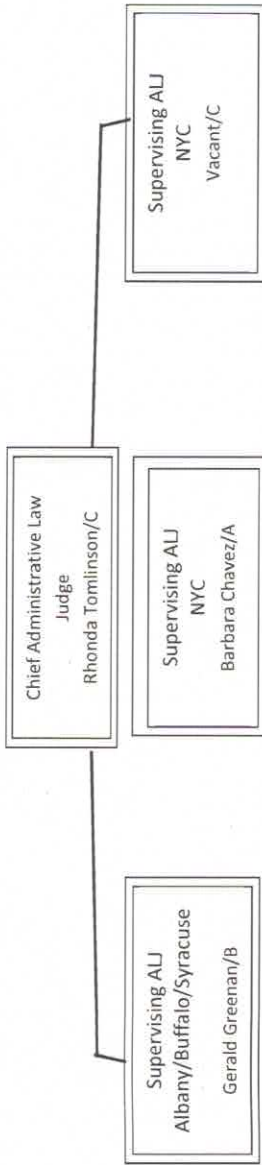 Chief Administrative Law
Judge
Rhonda Tomlinson/C
Supervising ALJ
Albany/Buffalo/Syracuse
Gerald Greenan/B
Supervising ALJ
NYC
Barbara Chavez/A
Supervising ALJ
NYC
Vacant/C